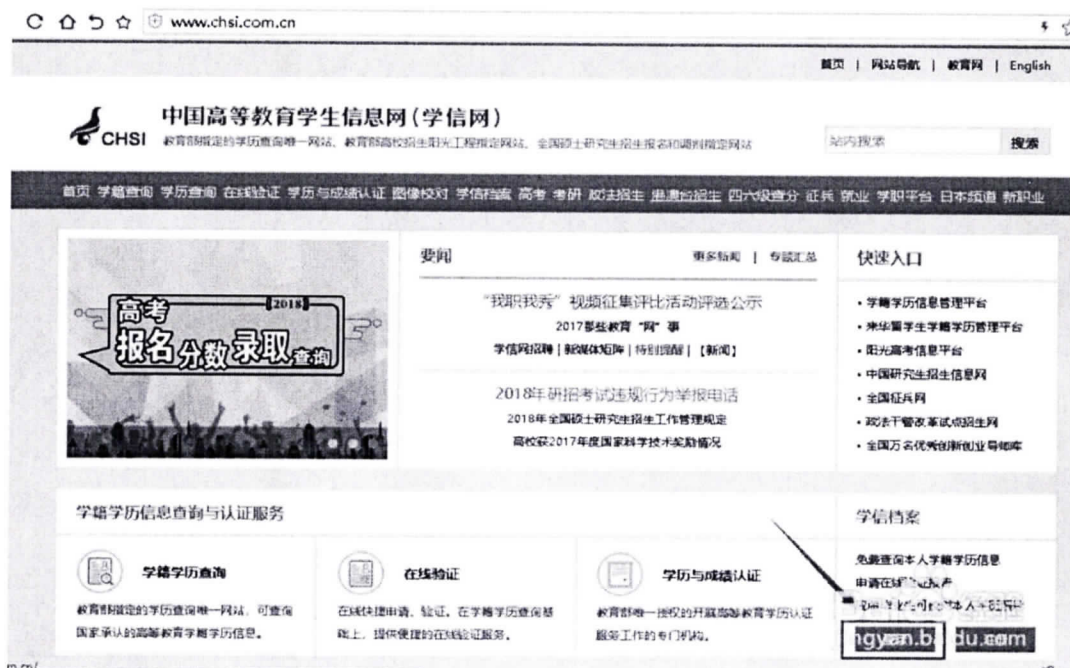 www.chsi.com.cn
首页 | 网站导航 | 教育网 | English
中国高等教育学生信息网(学信网)
CHSI
教育部指定的学历查询唯一网站、教育部高校招生阳光工程指定网站、全国硕士研究生招生报名和调剂指定网站
站内搜索
搜索
首页 学籍查询 学历查询 在线验证 学历与成绩认证 图像校对 学信档案 高考 考研 政法招生 港澳台招生 四六级查分 征兵 就业 学职平台 日本频道 新职业
高考
2018
报名分数录取查询
要闻
更多新闻 | 专题汇总
“我职我秀”视频征集评比活动评选公示
2017那些教育“网”事
学信网招聘 | 新媒体矩阵 | 特别提醒 | 【新闻】
2018年研招考试违规行为举报电话
2018年全国硕士研究生招生工作管理规定
高校获2017年度国家科学技术奖励情况
快速入口
· 学籍学历信息管理平台
· 来华留学生学籍学历管理平台
· 阳光高考信息平台
· 中国研究生招生信息网
· 全国征兵网
· 政法干警改革试点招生网
· 全国万名优秀创新创业导师库
学籍学历信息查询与认证服务
学籍学历查询
教育部指定的学历查询唯一网站，可查询
国家承认的高等教育学籍学历信息。
在线验证
在线快捷申请、验证。在学籍学历查询基
础上，提供便捷的在线验证服务。
学历与成绩认证
教育部唯一授权的开展高等教育学历认证
服务工作的专门机构。
学信档案
免费查询本人学籍学历信息
申请在线验证报告